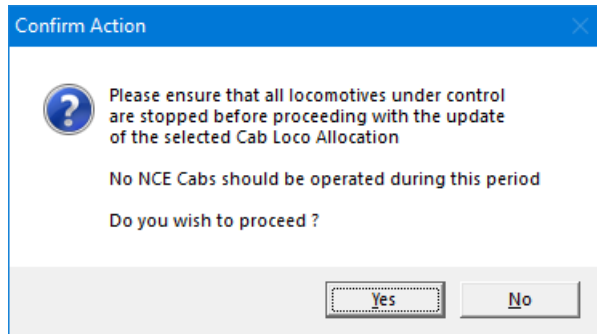 Confirm Action
Please ensure that all locomotives under control
are stopped before proceeding with the update
of the selected Cab Loco Allocation
No NCE Cabs should be operated during this period
Do you wish to proceed ?
Yes No